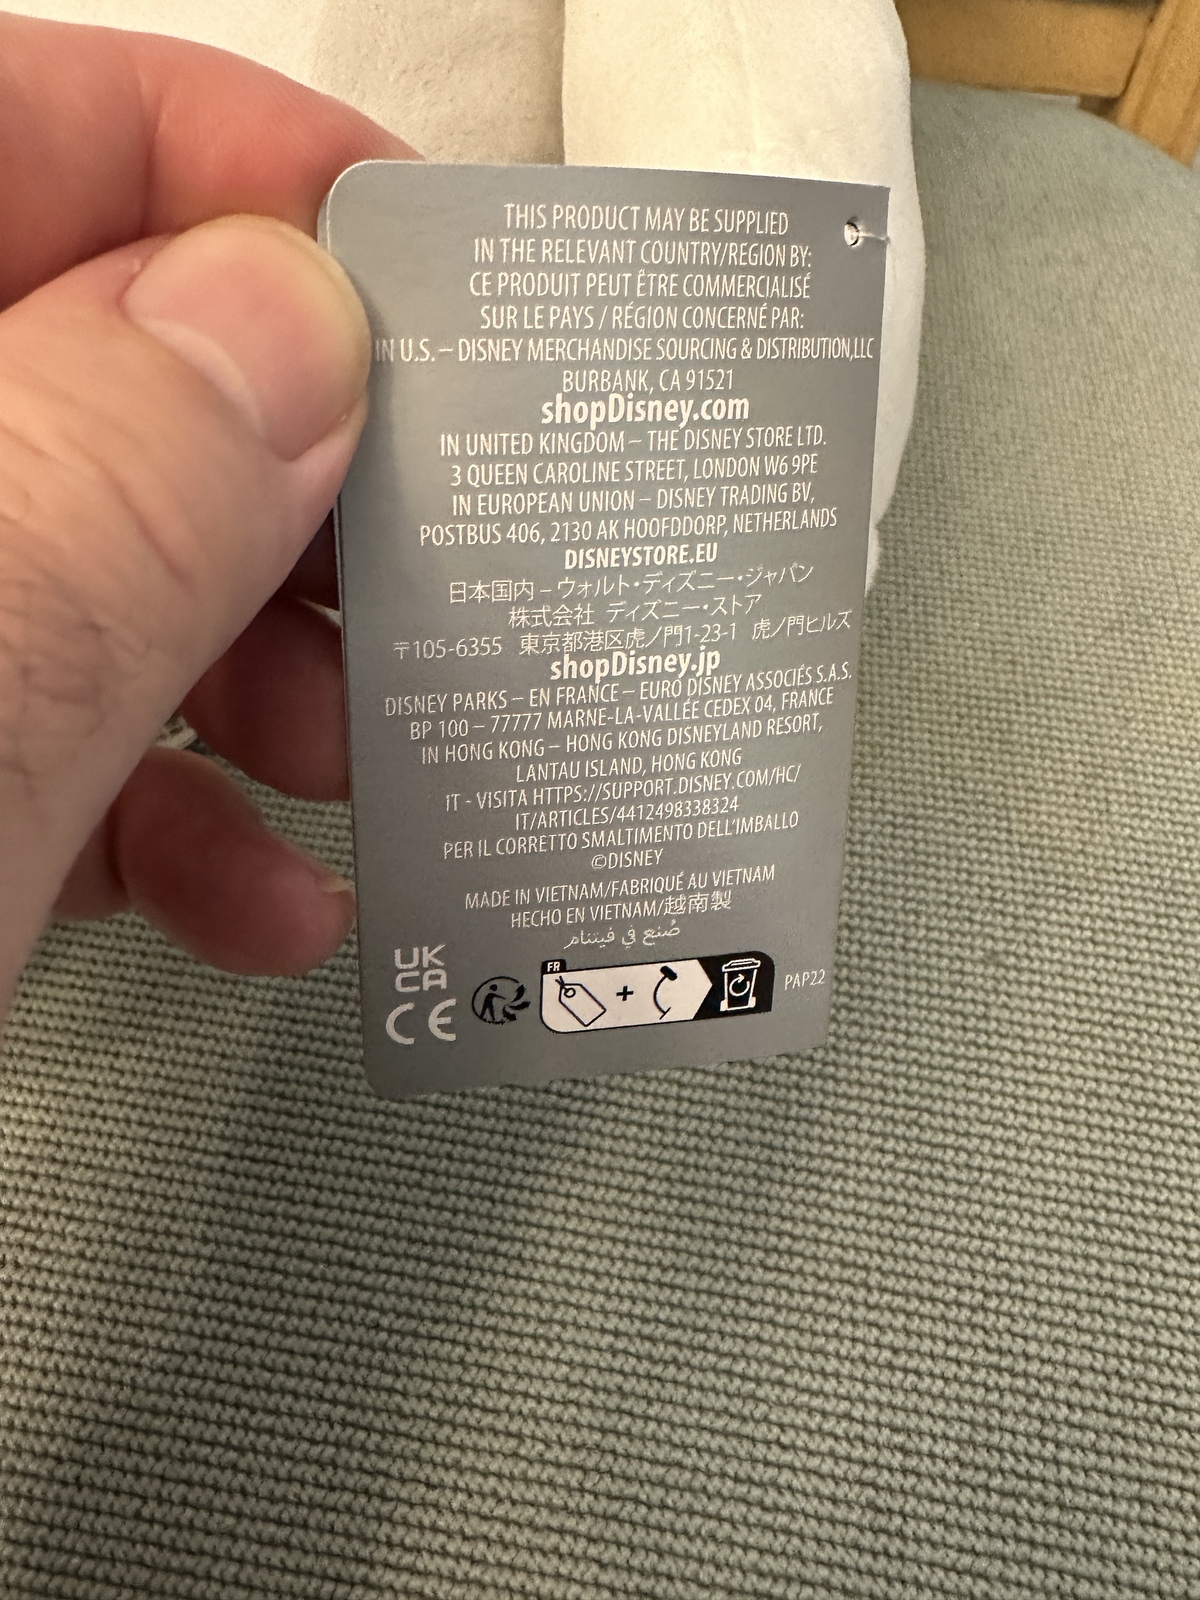 THIS PRODUCT MAY BE SUPPLIED
IN THE RELEVANT COUNTRY/REGION BY:
CE PRODUIT PEUT ÊTRE COMMERCIALISÉ
SUR LE PAYS / RÉGION CONCERNÉ PAR:
IN U.S. – DISNEY MERCHANDISE SOURCING & DISTRIBUTION,LLC
BURBANK, CA 91521
shopDisney.com
IN UNITED KINGDOM – THE DISNEY STORE LTD.
3 QUEEN CAROLINE STREET, LONDON W6 9PE
IN EUROPEAN UNION – DISNEY TRADING BV,
POSTBUS 406, 2130 AK HOOFDDORP, NETHERLANDS
DISNEYSTORE.EU
日本国内 – ウォルト・ディズニー・ジャパン
株式会社 ディズニー・ストア
〒105-6355 東京都港区虎ノ門1-23-1 虎ノ門ヒルズ
shopDisney.jp
DISNEY PARKS – EN FRANCE – EURO DISNEY ASSOCIÉS S.A.S.
BP 100 – 77777 MARNE-LA-VALLÉE CEDEX 04, FRANCE
IN HONG KONG – HONG KONG DISNEYLAND RESORT,
LANTAU ISLAND, HONG KONG
IT - VISITA HTTPS://SUPPORT.DISNEY.COM/HC/
IT/ARTICLES/4412498338324
PER IL CORRETTO SMALTIMENTO DELL'IMBALLO
©DISNEY
MADE IN VIETNAM/FABRIQUÉ AU VIETNAM
HECHO EN VIETNAM/越南製
صُنع في فيتنام
UK
CA
CE
FR
+
PAP22